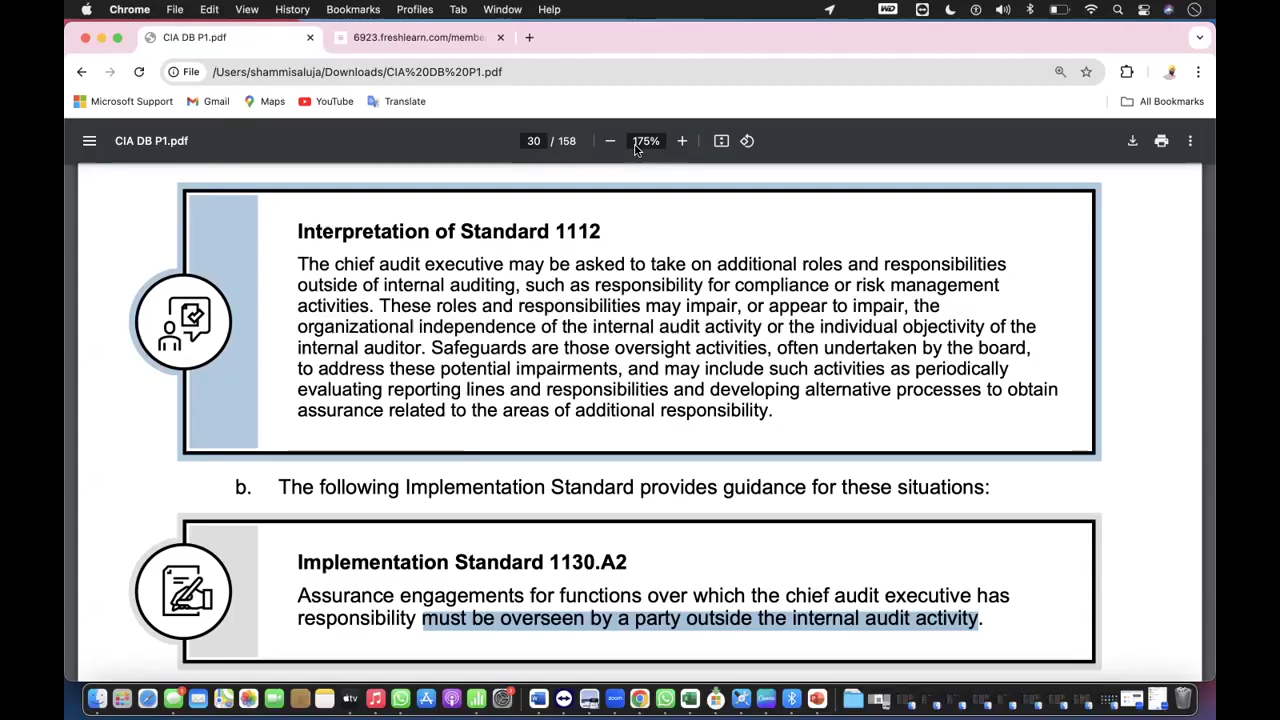 Chrome File Edit View History Bookmarks Profiles Tab Window Help
CIA DB P1.pdf
6923.freshlearn.com/membe
File /Users/shammisaluja/Downloads/CIA%20DB%20P1.pdf
Microsoft Support Gmail Maps YouTube Translate All Bookmarks
CIA DB P1.pdf 30 / 158 175%
Interpretation of Standard 1112
The chief audit executive may be asked to take on additional roles and responsibilities
outside of internal auditing, such as responsibility for compliance or risk management
activities. These roles and responsibilities may impair, or appear to impair, the
organizational independence of the internal audit activity or the individual objectivity of the
internal auditor. Safeguards are those oversight activities, often undertaken by the board,
to address these potential impairments, and may include such activities as periodically
evaluating reporting lines and responsibilities and developing alternative processes to obtain
assurance related to the areas of additional responsibility.
b. The following Implementation Standard provides guidance for these situations:
Implementation Standard 1130.A2
Assurance engagements for functions over which the chief audit executive has
responsibility must be overseen by a party outside the internal audit activity.